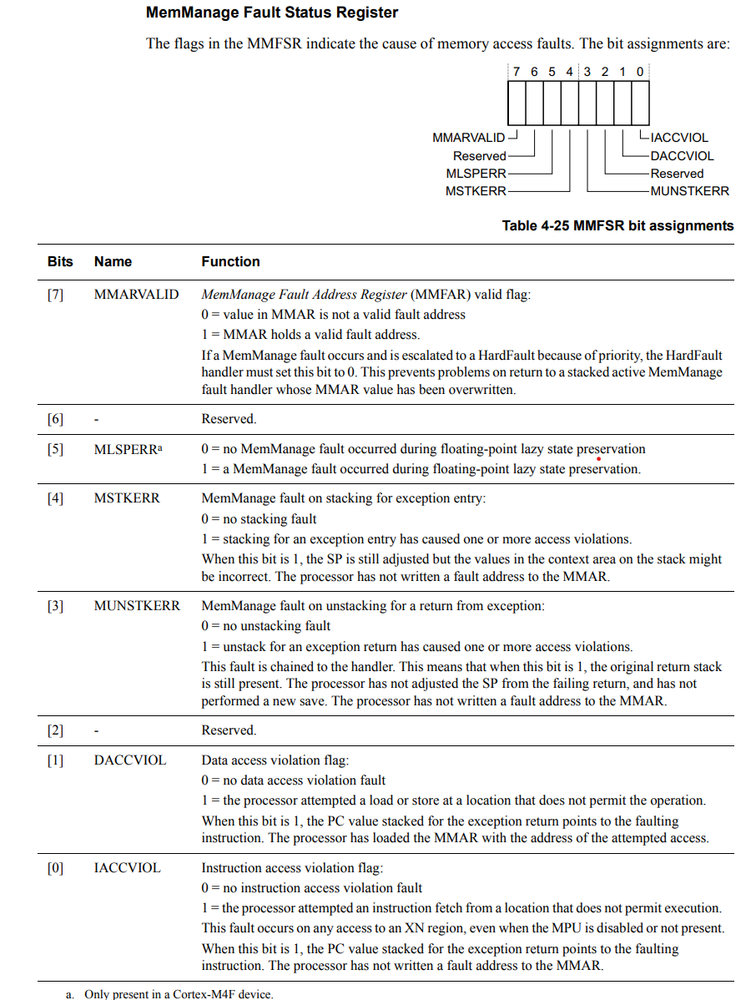 MemManage Fault Status Register
The flags in the MMFSR indicate the cause of memory access faults. The bit assignments are:
7 6 5 4 3 2 1 0
MMARVALID IACCVIOL
Reserved DACCVIOL
MLSPERR Reserved
MSTKERR MUNSTKERR
Table 4-25 MMFSR bit assignments
Bits Name Function
[7] MMARVALID MemManage Fault Address Register (MMFAR) valid flag:
0 = value in MMAR is not a valid fault address
1 = MMAR holds a valid fault address.
If a MemManage fault occurs and is escalated to a HardFault because of priority, the HardFault
handler must set this bit to 0. This prevents problems on return to a stacked active MemManage
fault handler whose MMAR value has been overwritten.
[6] - Reserved.
[5] MLSPERRa 0 = no MemManage fault occurred during floating-point lazy state preservation
1 = a MemManage fault occurred during floating-point lazy state preservation.
[4] MSTKERR MemManage fault on stacking for exception entry:
0 = no stacking fault
1 = stacking for an exception entry has caused one or more access violations.
When this bit is 1, the SP is still adjusted but the values in the context area on the stack might
be incorrect. The processor has not written a fault address to the MMAR.
[3] MUNSTKERR MemManage fault on unstacking for a return from exception:
0 = no unstacking fault
1 = unstack for an exception return has caused one or more access violations.
This fault is chained to the handler. This means that when this bit is 1, the original return stack
is still present. The processor has not adjusted the SP from the failing return, and has not
performed a new save. The processor has not written a fault address to the MMAR.
[2] - Reserved.
[1] DACCVIOL Data access violation flag:
0 = no data access violation fault
1 = the processor attempted a load or store at a location that does not permit the operation.
When this bit is 1, the PC value stacked for the exception return points to the faulting
instruction. The processor has loaded the MMAR with the address of the attempted access.
[0] IACCVIOL Instruction access violation flag:
0 = no instruction access violation fault
1 = the processor attempted an instruction fetch from a location that does not permit execution.
This fault occurs on any access to an XN region, even when the MPU is disabled or not present.
When this bit is 1, the PC value stacked for the exception return points to the faulting
instruction. The processor has not written a fault address to the MMAR.
a. Only present in a Cortex-M4F device.